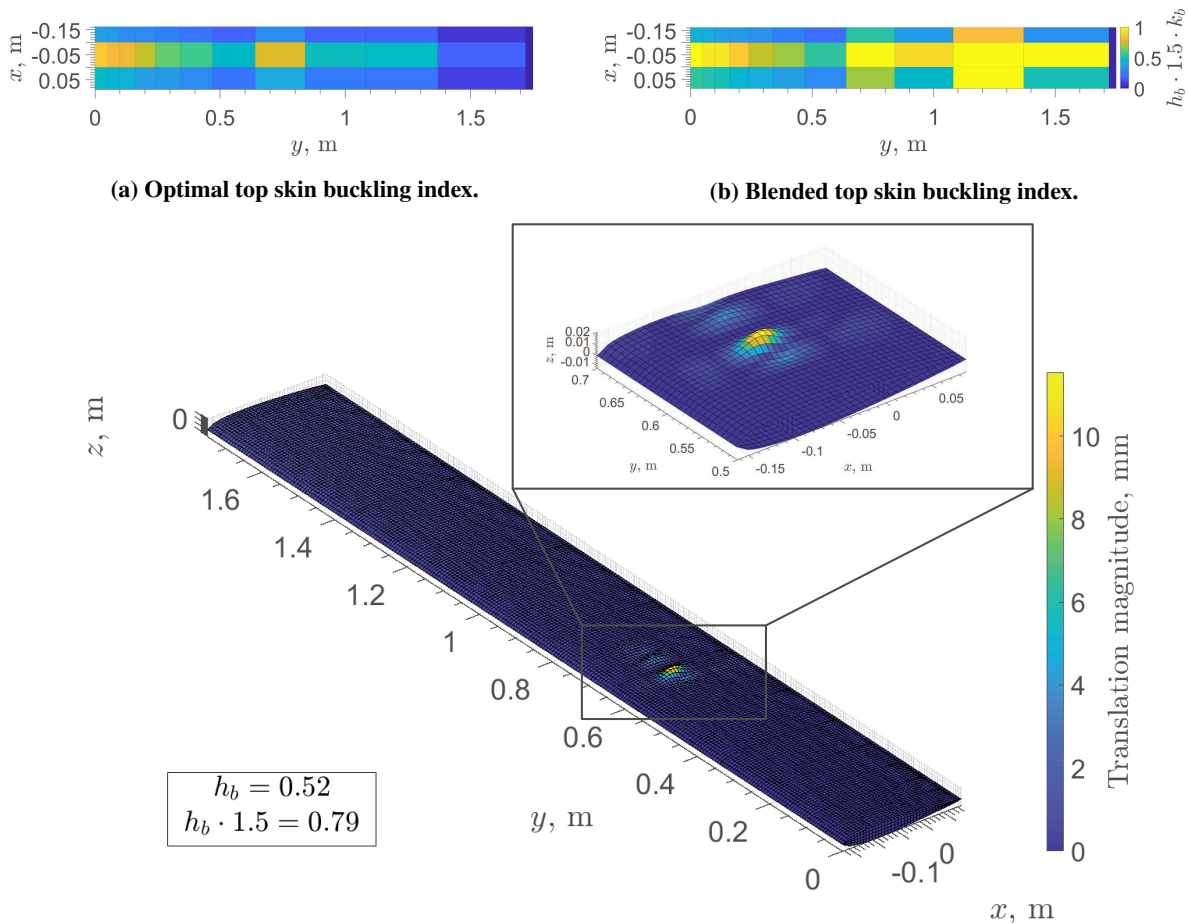 -0.15
-0.05
0.05
x, m
0 0.5 1 1.5
y, m
(a) Optimal top skin buckling index.
-0.15
-0.05
0.05
x, m
0 0.5 1 1.5
y, m
1
0.5
0
h_b · 1.5 · k_b
(b) Blended top skin buckling index.
0.02
0.01
0
-0.01
z, m
0.7
0.65
0.6
0.55
0.5
y, m
-0.15
-0.1
-0.05
0
0.05
x, m
z, m
0
1.6
1.4
1.2
1
0.8
0.6
0.4
0.2
0
y, m
-0.1
0
x, m
10
8
6
4
2
0
Translation magnitude, mm
h_b = 0.52
h_b · 1.5 = 0.79